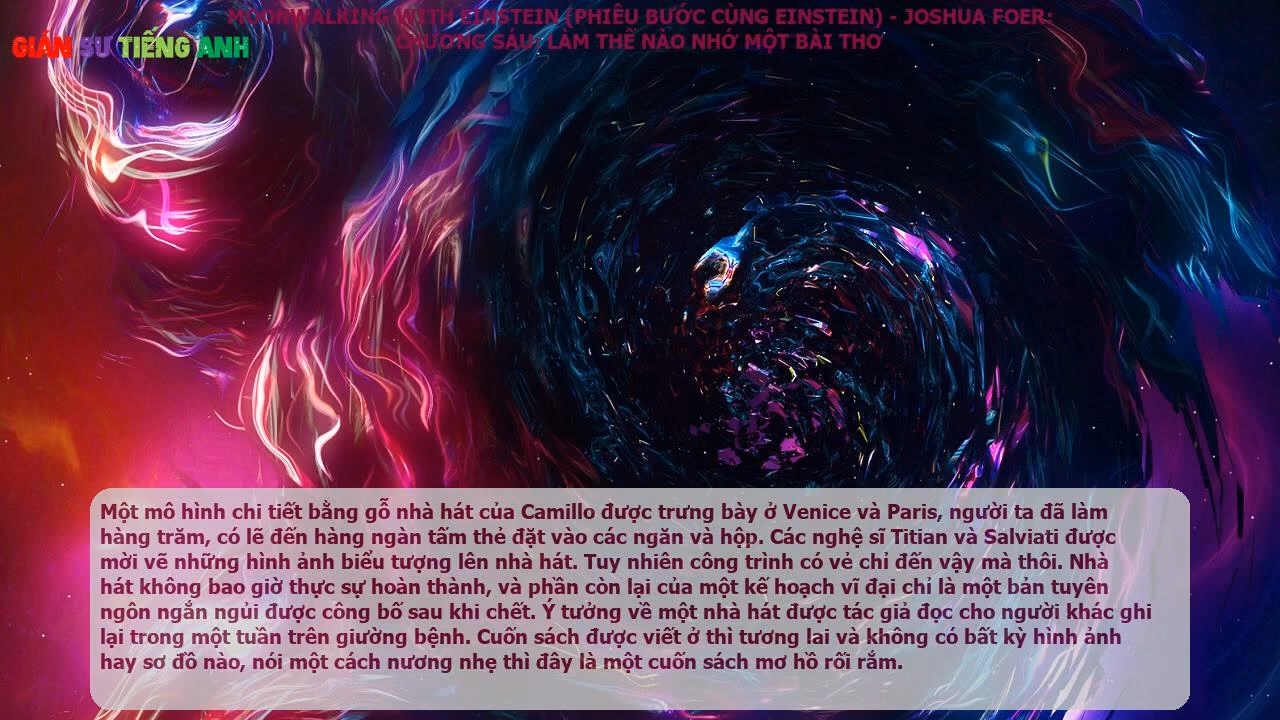 MOONWALKING WITH EINSTEIN (PHIÊU BƯỚC CÙNG EINSTEIN) - JOSHUA FOER:
CHƯƠNG SÁU: LÀM THẾ NÀO NHỚ MỘT BÀI THƠ
GIÁN SƯ TIẾNG ANH
Một mô hình chi tiết bằng gỗ nhà hát của Camillo được trưng bày ở Venice và Paris, người ta đã làm
hàng trăm, có lẽ đến hàng ngàn tấm thẻ đặt vào các ngăn và hộp. Các nghệ sĩ Titian và Salviati được
mời vẽ những hình ảnh biểu tượng lên nhà hát. Tuy nhiên công trình có vẻ chỉ đến vậy mà thôi. Nhà
hát không bao giờ thực sự hoàn thành, và phần còn lại của một kế hoạch vĩ đại chỉ là một bản tuyên
ngôn ngắn ngủi được công bố sau khi chết. Ý tưởng về một nhà hát được tác giả đọc cho người khác ghi
lại trong một tuần trên giường bệnh. Cuốn sách được viết ở thì tương lai và không có bất kỳ hình ảnh
hay sơ đồ nào, nói một cách nương nhẹ thì đây là một cuốn sách mơ hồ rối rắm.